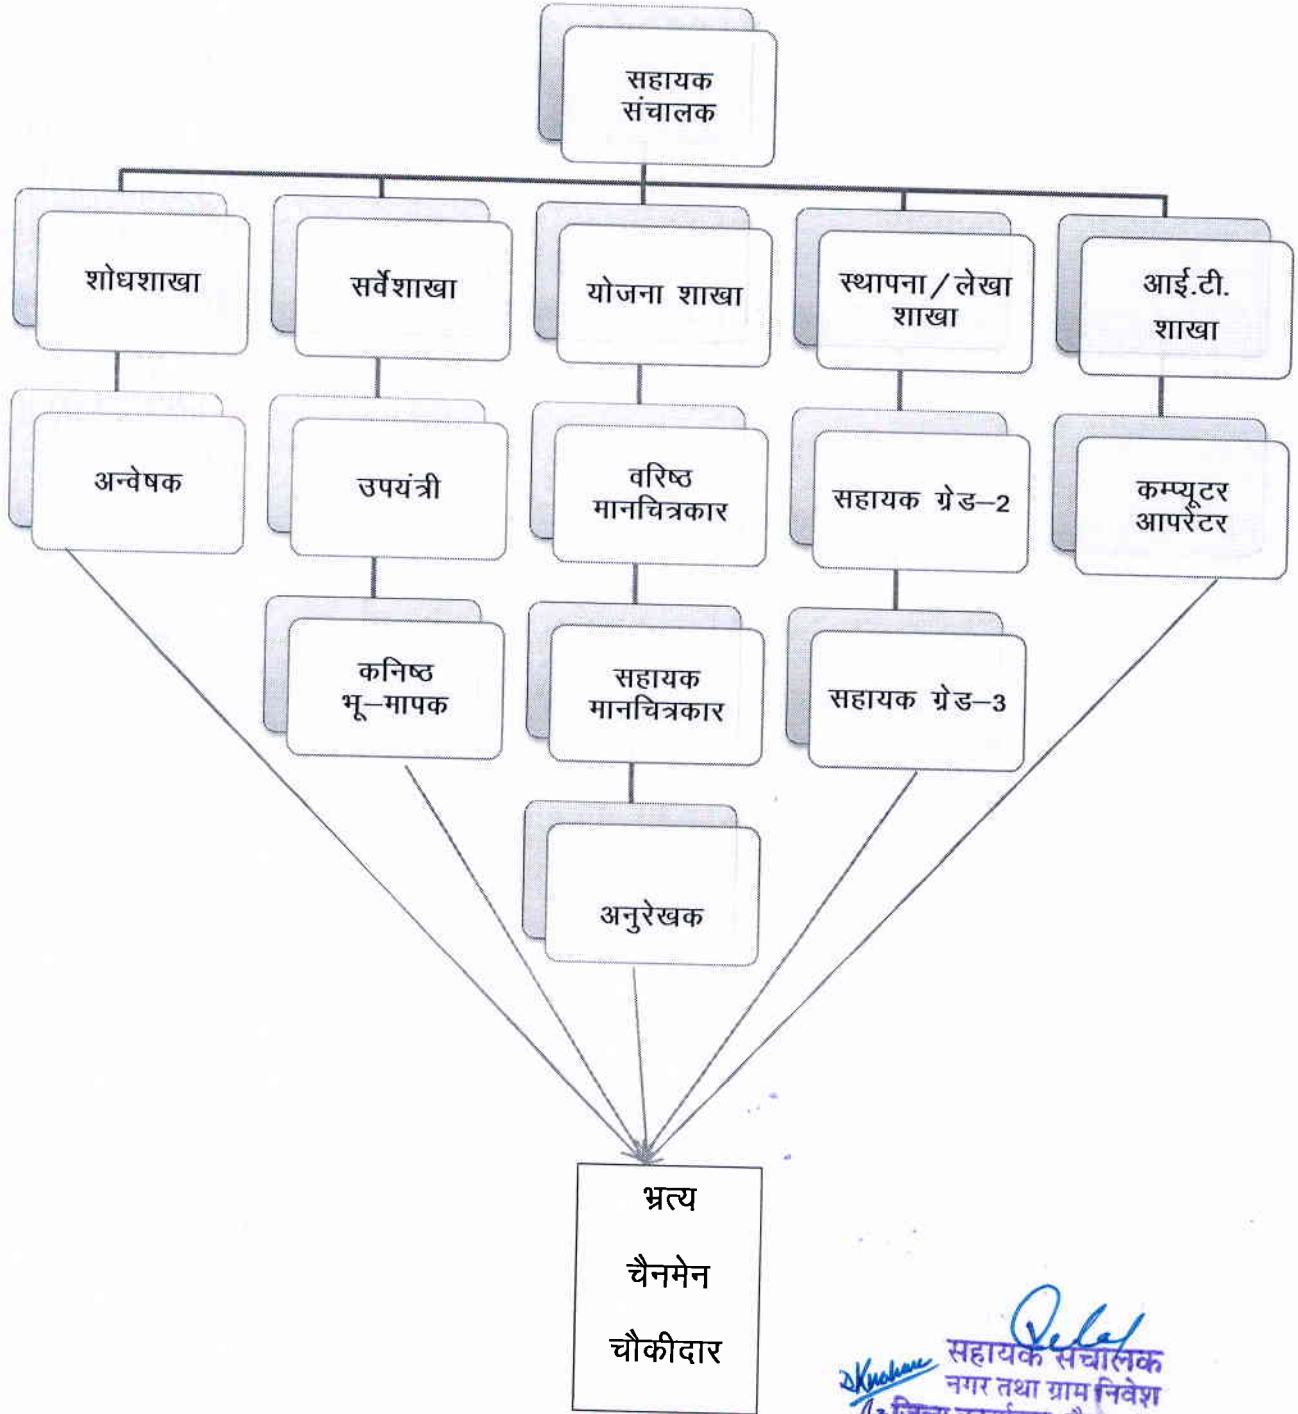 सहायक
संचालक
शोधशाखा
सर्वेशाखा
योजना शाखा
स्थापना/लेखा
शाखा
आई.टी.
शाखा
अन्वेषक
उपयंत्री
वरिष्ठ
मानचित्रकार
सहायक ग्रेड–2
कम्प्यूटर
आपरेटर
कनिष्ठ
भू–मापक
सहायक
मानचित्रकार
सहायक ग्रेड–3
अनुरेखक
भ्रत्य
चैनमेन
चौकीदार
सहायक संचालक
नगर तथा ग्राम निवेश
जिला